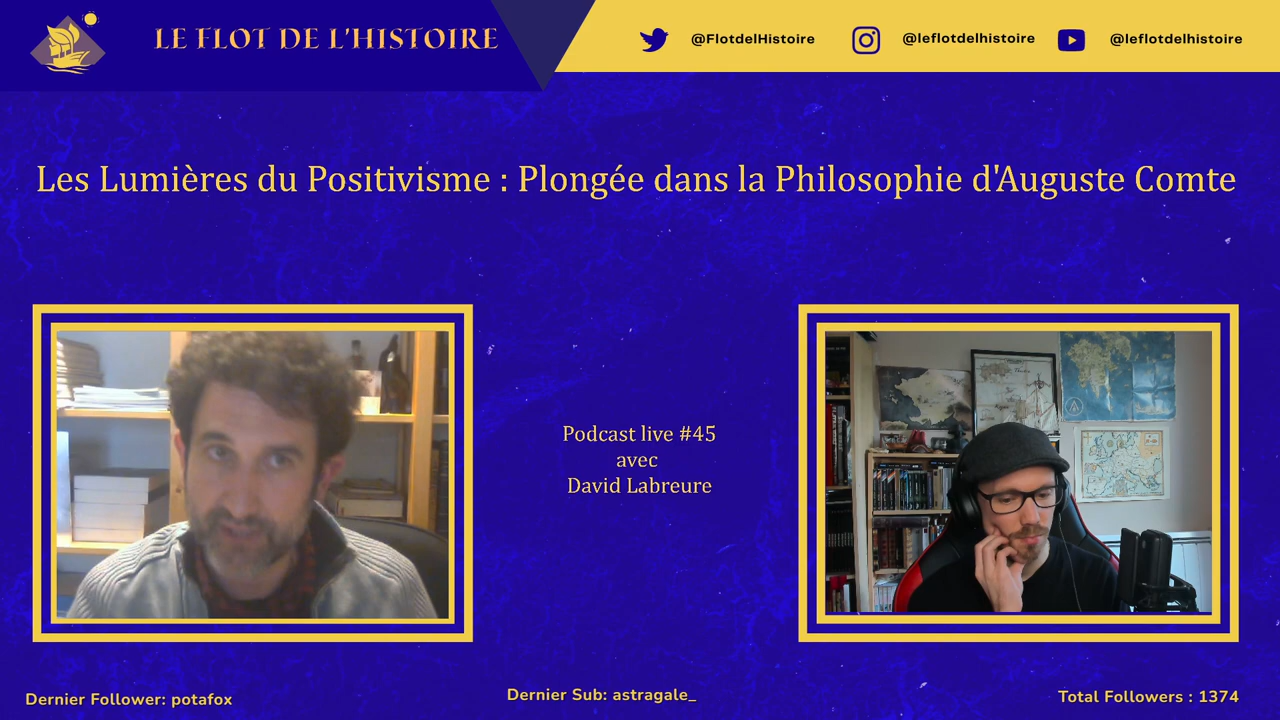 LE FLOT DE L'HISTOIRE
@FlotdelHistoire
@leflotdelhistoire
@leflotdelhistoire
Les Lumières du Positivisme : Plongée dans la Philosophie d'Auguste Comte
Podcast live #45
avec
David Labreure
Dernier Follower: potafox
Dernier Sub: astragale_
Total Followers : 1374